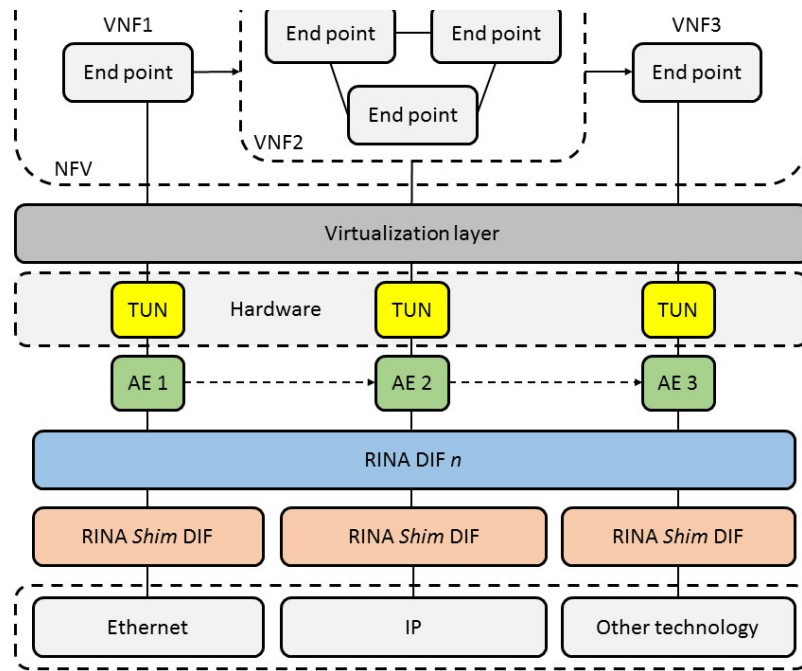 VNF1
VNF3
End point
End point
End point
End point
End point
VNF2
NFV
Virtualization layer
TUN
Hardware
TUN
TUN
AE 1
AE 2
AE 3
RINA DIF n
RINA Shim DIF
RINA Shim DIF
RINA Shim DIF
Ethernet
IP
Other technology